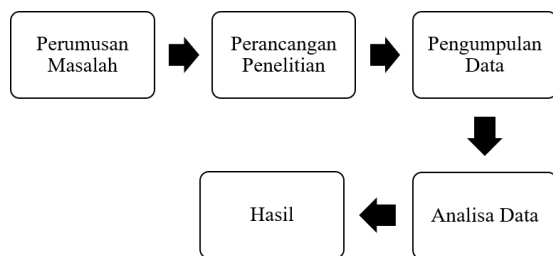 Perumusan
Masalah
Perancangan
Penelitian
Pengumpulan
Data
Analisa Data
Hasil